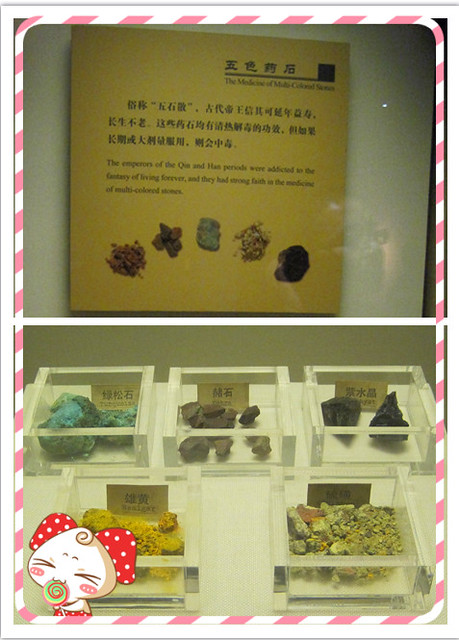 五色药石
The Medicine of Multi-Colored Stones
俗称“五石散”，古代帝王信其可延年益寿、
长生不老。这些药石均有清热解毒的功效，但如果
长期或大剂量服用，则会中毒。
The emperors of the Qin and Han periods were addicted to the
fantasy of living forever, and they had strong faith in the medicine
of multi-colored stones.
绿松石
赭石
紫水晶
雄黄
Realgar